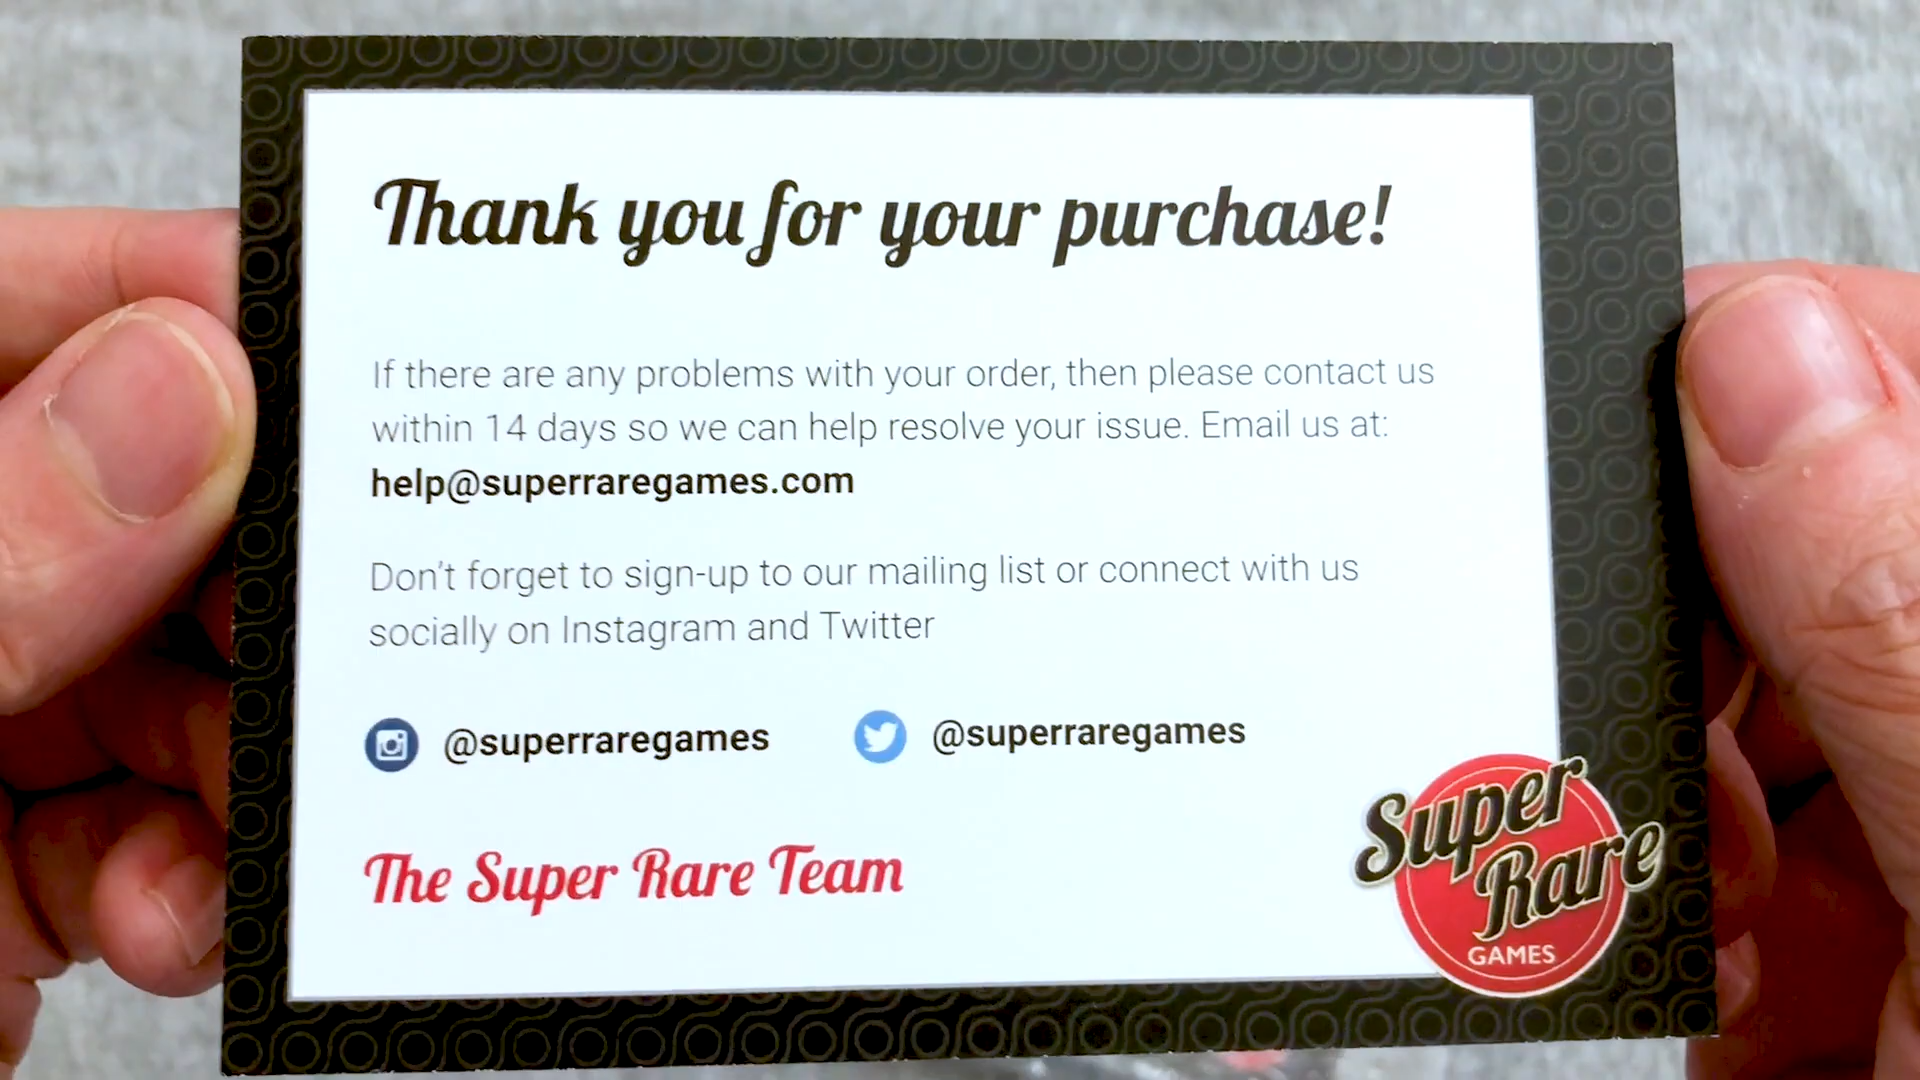 Thank you for your purchase!
If there are any problems with your order, then please contact us
within 14 days so we can help resolve your issue. Email us at:
help@superraregames.com
Don't forget to sign-up to our mailing list or connect with us
socially on Instagram and Twitter
@superraregames @superraregames
The Super Rare Team
Super
Rare
GAMES